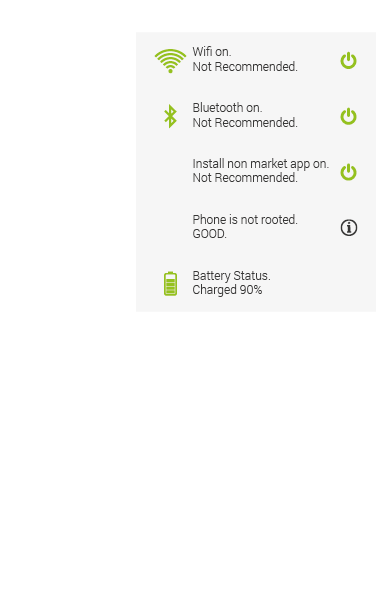 Wifi on.
Not Recommended.
Bluetooth on.
Not Recommended.
Install non market app on.
Not Recommended.
Phone is not rooted.
GOOD.
Battery Status.
Charged 90%